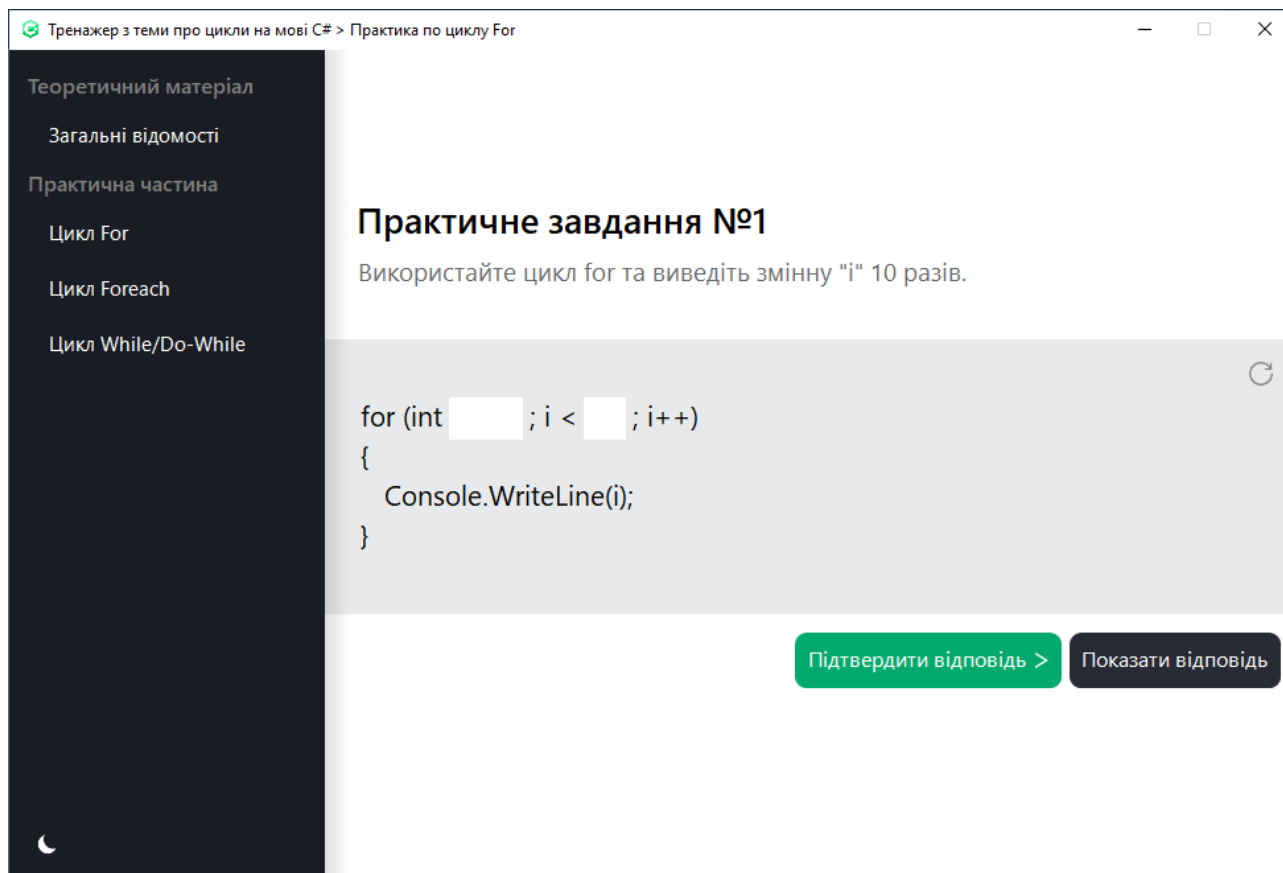 Тренажер з теми про цикли на мові C# > Практика по циклу For
Теоретичний матеріал
Загальні відомості
Практична частина
Цикл For
Цикл Foreach
Цикл While/Do-While
Практичне завдання №1
Використайте цикл for та виведіть змінну "i" 10 разів.
for (int ; i < ; i++)
{
Console.WriteLine(i);
}
Підтвердити відповідь >
Показати відповідь